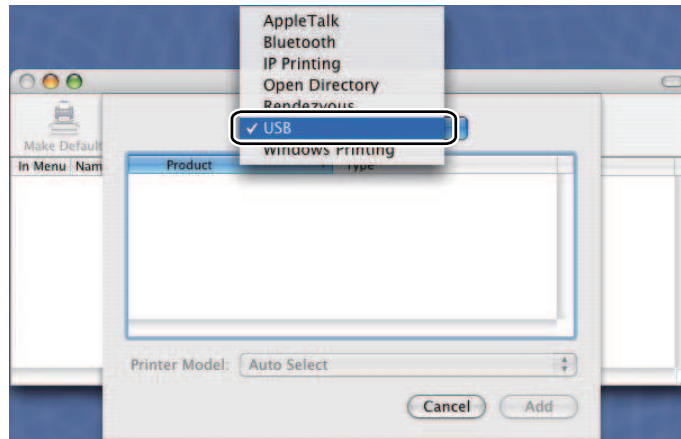 AppleTalk
Bluetooth
IP Printing
Open Directory
Rendezvous
✓ USB
Windows Printing
Make Default
In Menu Nam
Product Type
Printer Model: Auto Select
Cancel Add